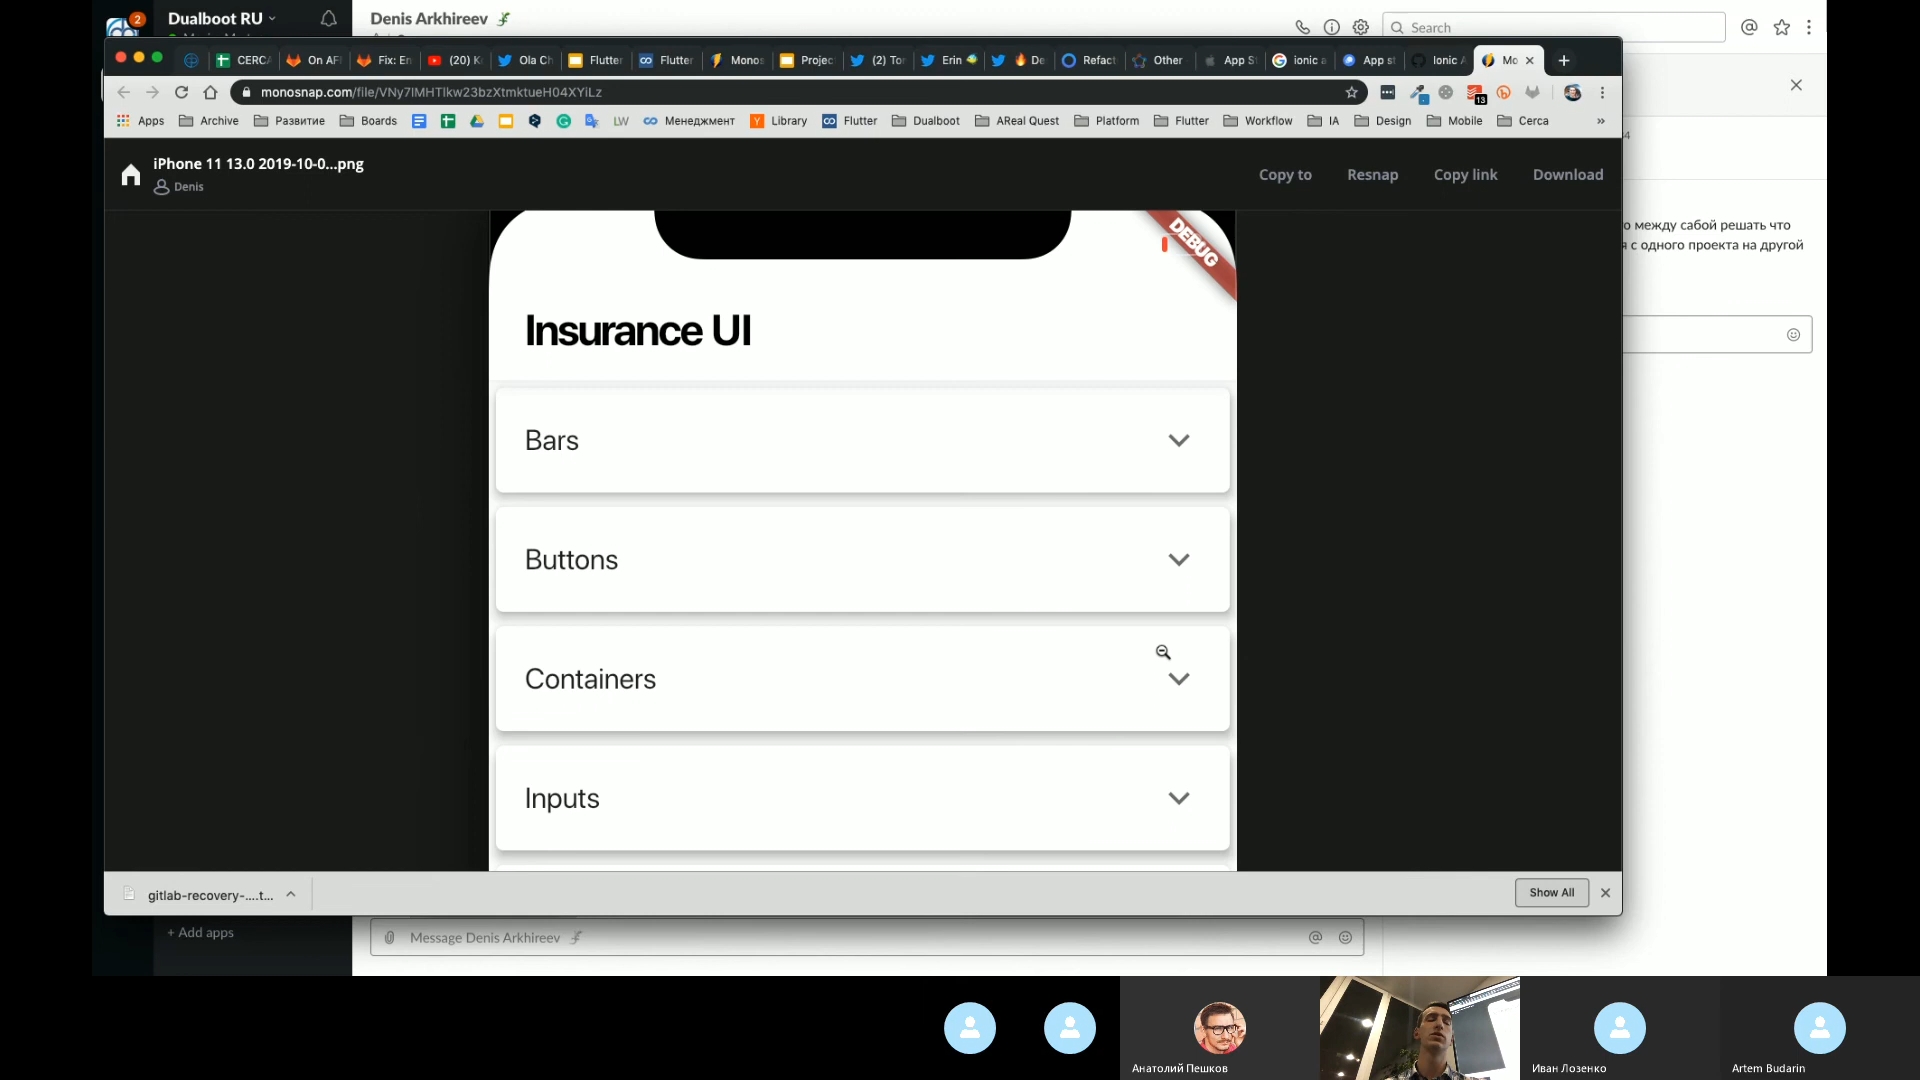 2
Dualboot RU
Denis Arkhireev
Search
CERC
On AF
Fix: En
(20) K
Ola Ch
Flutter
Flutter
Monos
Projec
(2) Tor
Erin
De
Refact
Other
App S
ionic a
App st
Ionic A
Mo
monosnap.com/file/VNy7IMHTlkw23bzXtmktueH04XYiLz
13
Apps
Archive
Развитие
Boards
LW
Менеджмент
Library
Flutter
Dualboot
AReal Quest
Platform
Flutter
Workflow
IA
Design
Mobile
Cerca
»
4
iPhone 11 13.0 2019-10-0...png
Denis
Copy to
Resnap
Copy link
Download
DEBUG
о между сабой решать что
я с одного проекта на другой
Insurance UI
Bars
Buttons
Containers
Inputs
gitlab-recovery-....t...
Show All
+ Add apps
Message Denis Arkhireev
Анатолий Пешков
Иван Лозенко
Artem Budarin